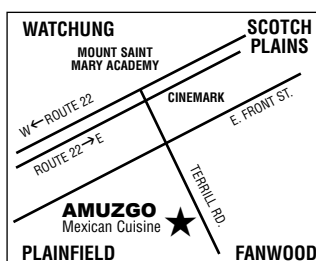 WATCHUNG
SCOTCH
PLAINS
MOUNT SAINT
MARY ACADEMY
CINEMARK
W ← ROUTE 22
ROUTE 22 → E
E. FRONT ST.
TERRILL RD.
AMUZGO
Mexican Cuisine
PLAINFIELD
FANWOOD